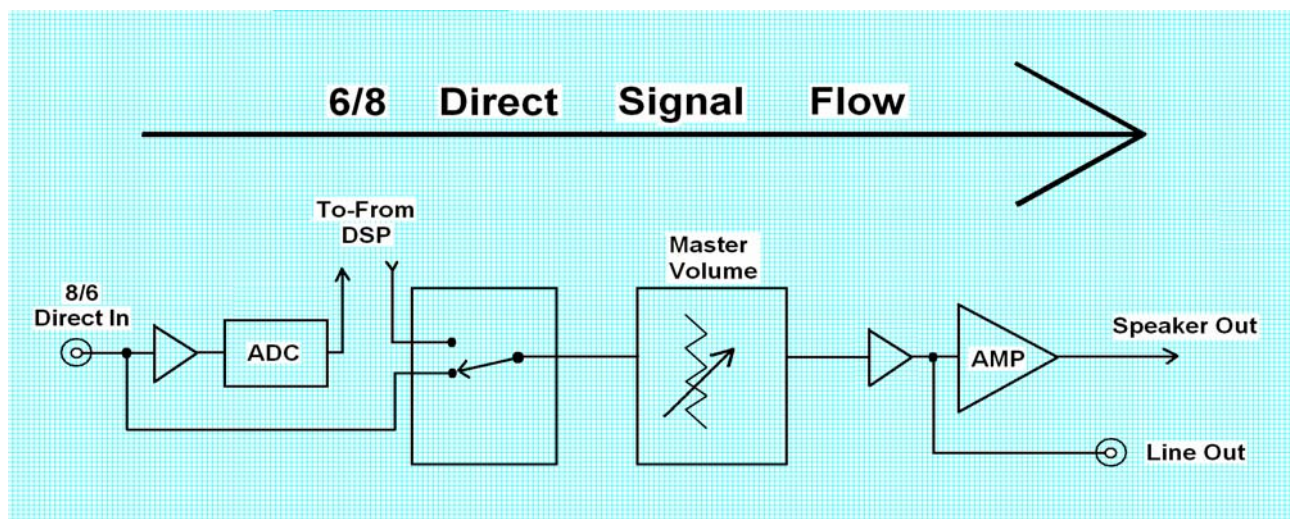 6/8 Direct Signal Flow
To-From
DSP
Master
Volume
8/6
Direct In
ADC
AMP
Speaker Out
Line Out